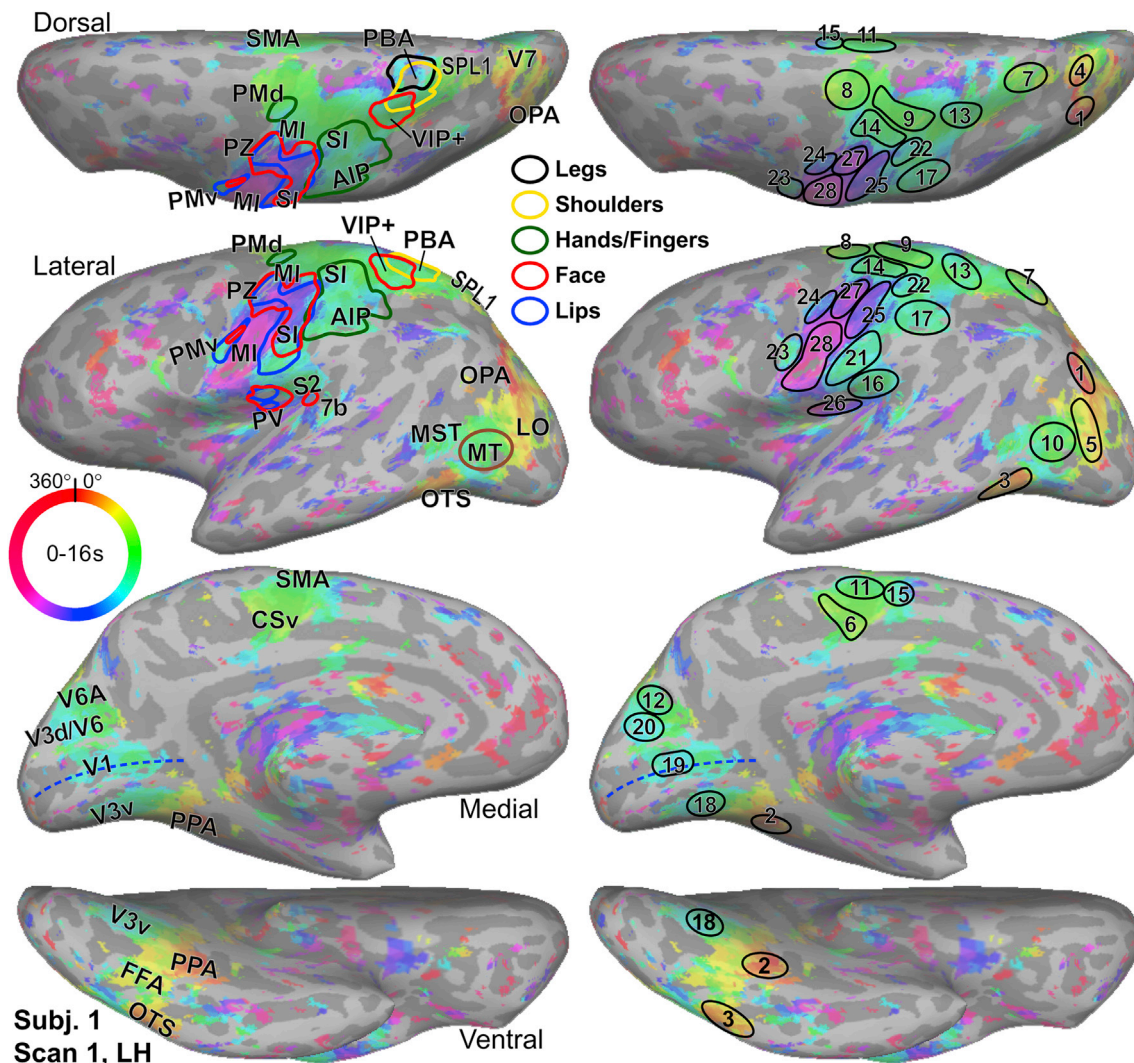 Dorsal
SMA
PBA
SPL1
V7
PMd
OPA
MI
SI
VIP+
PZ
AIP
PMv
MI
SI
15
11
8
7
4
1
9
13
14
22
24
27
25
17
23
28
Legs
Shoulders
Hands/Fingers
Face
Lips
Lateral
PMd
VIP+
PBA
MI
SI
SPL1
PZ
AIP
PMv
SI
MI
OPA
S2
7b
PV
MST
LO
MT
OTS
8
9
14
13
7
22
24
27
25
17
28
23
21
16
26
1
10
5
3
360° 0°
0-16s
SMA
CSv
V6A
V3d/V6
V1
V3v
PPA
Medial
11
15
6
12
20
19
18
2
V3v
PPA
FFA
OTS
Ventral
18
2
3
Subj. 1
Scan 1, LH